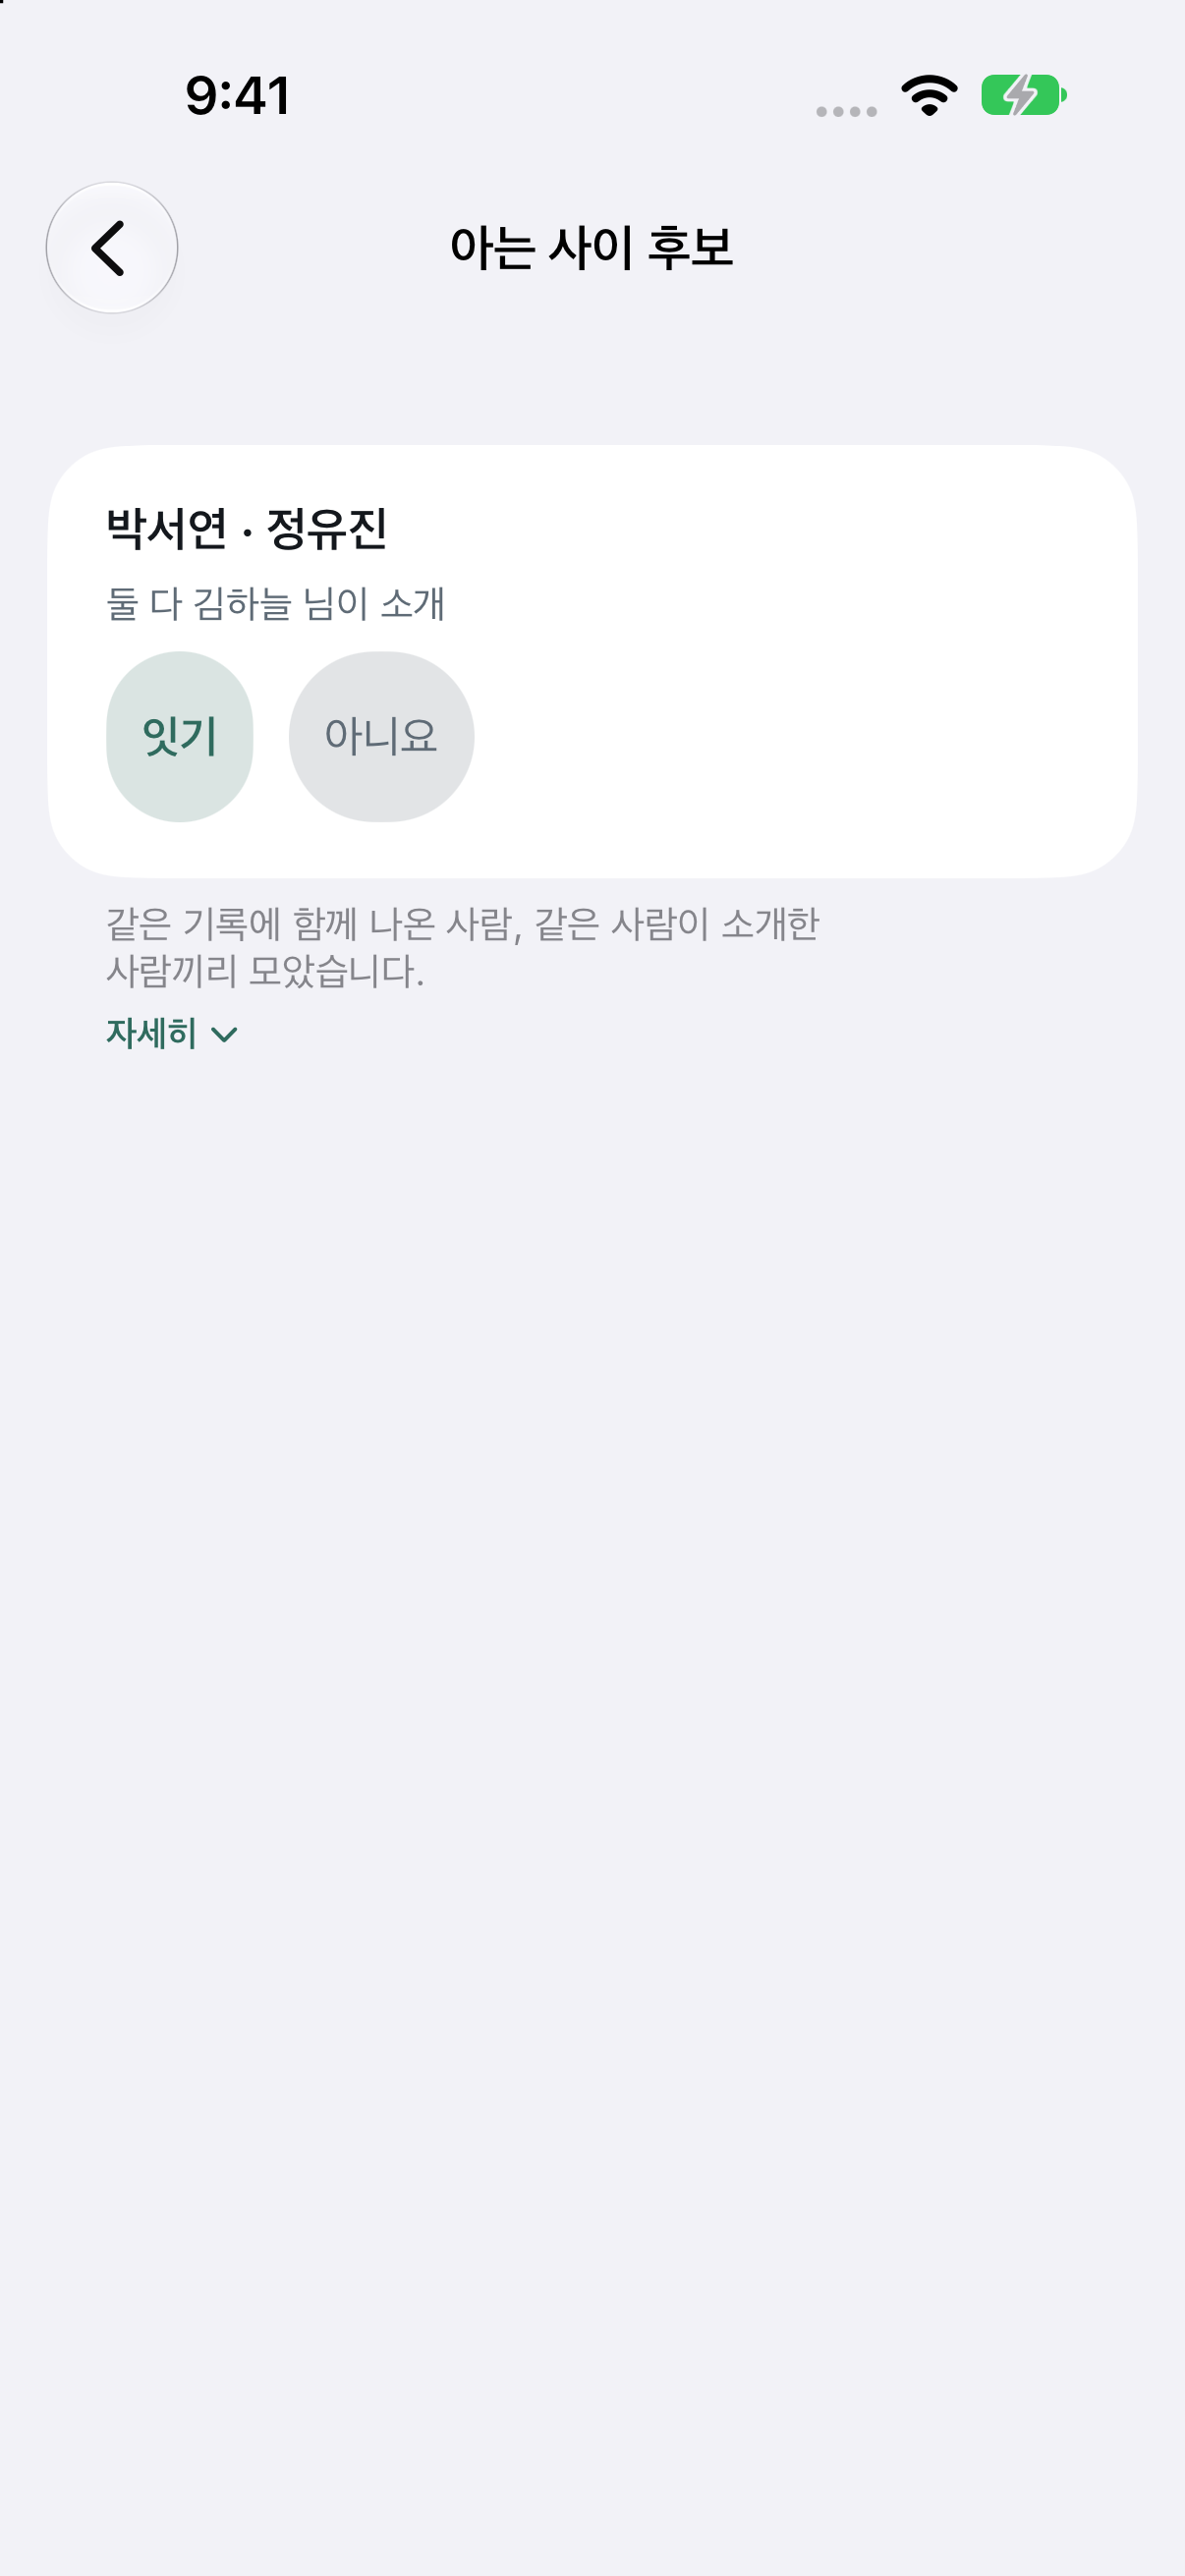 9:41
아는 사이 후보
박서연 · 정유진
둘 다 김하늘 님이 소개
잇기
아니요
같은 기록에 함께 나온 사람, 같은 사람이 소개한
사람끼리 모았습니다.
자세히